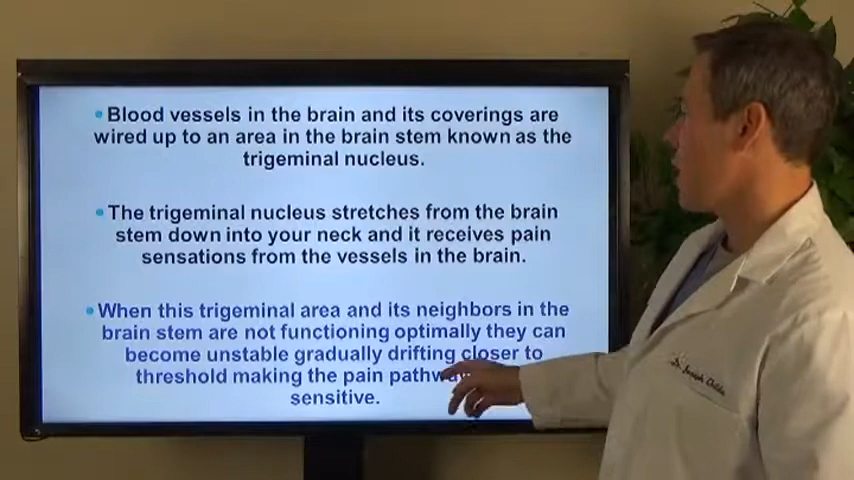 • Blood vessels in the brain and its coverings are
wired up to an area in the brain stem known as the
trigeminal nucleus.
• The trigeminal nucleus stretches from the brain
stem down into your neck and it receives pain
sensations from the vessels in the brain.
• When this trigeminal area and its neighbors in the
brain stem are not functioning optimally they can
become unstable gradually drifting closer to
threshold making the pain
sensitive.
Dr. Joseph Childs